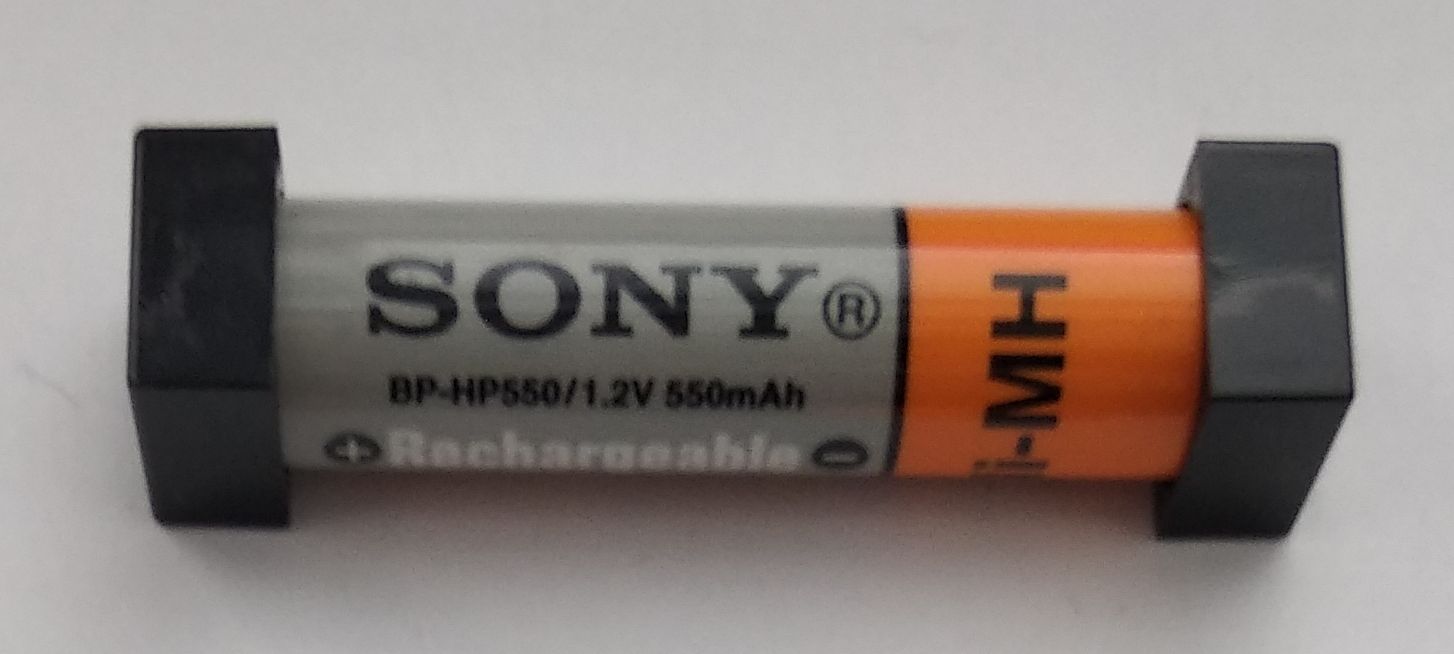 SONY®
BP-HP550/1.2V 550mAh
+ Rechargeable -
i-MH